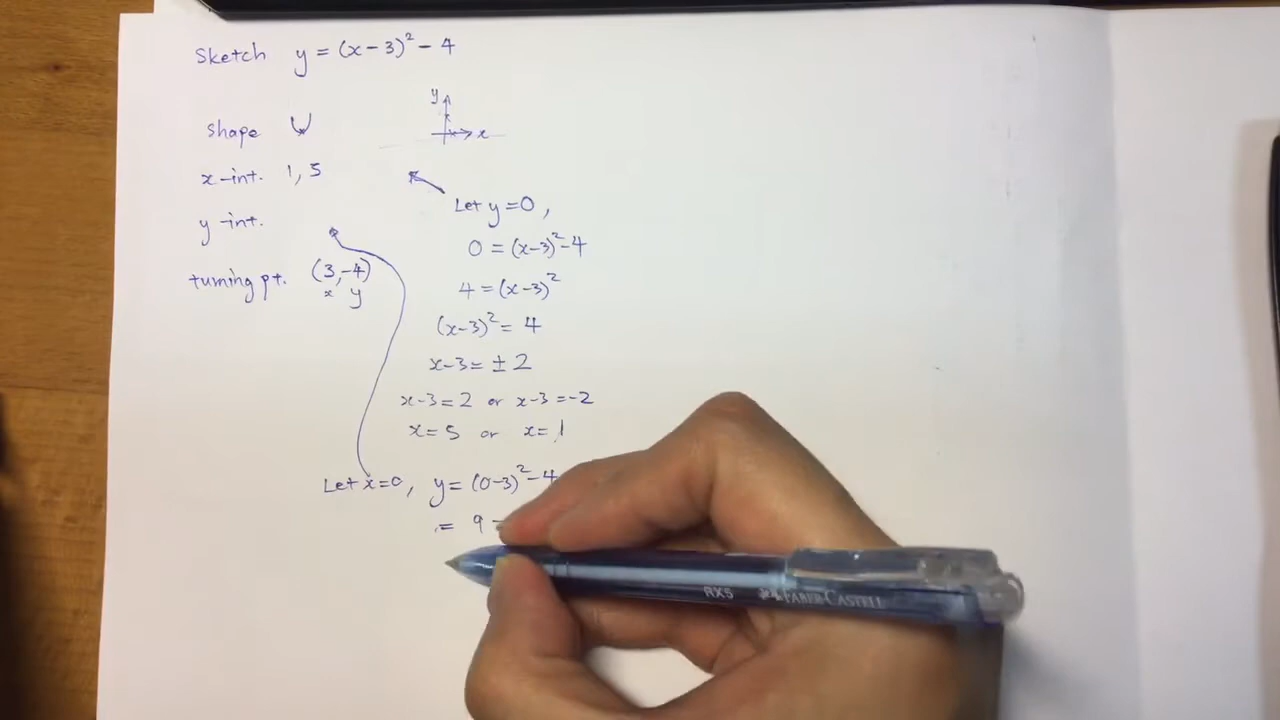 Sketch y = (x-3)² - 4
y
shape
x
x-int. 1, 5
Let y=0,
y-int.
0 = (x-3)²-4
turning pt. (3,-4)
x y
4 = (x-3)²
(x-3)² = 4
x-3 = ± 2
x-3=2 or x-3=-2
x=5 or x=1
Let x=0, y= (0-3)²-4
= 9 -
RX5 FABER-CASTELL